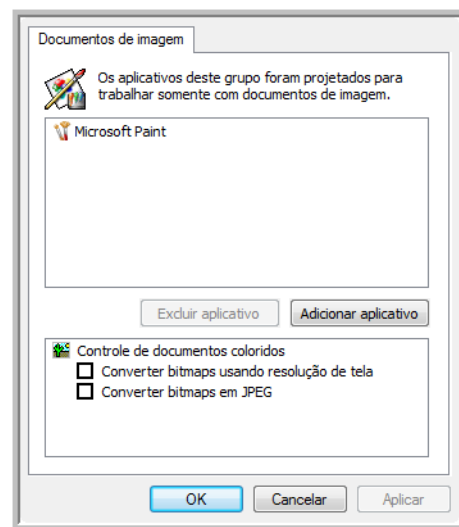 Documentos de imagem
Os aplicativos deste grupo foram projetados para
trabalhar somente com documentos de imagem.
Microsoft Paint
Excluir aplicativo
Adicionar aplicativo
Controle de documentos coloridos
Converter bitmaps usando resolução de tela
Converter bitmaps em JPEG
OK
Cancelar
Aplicar